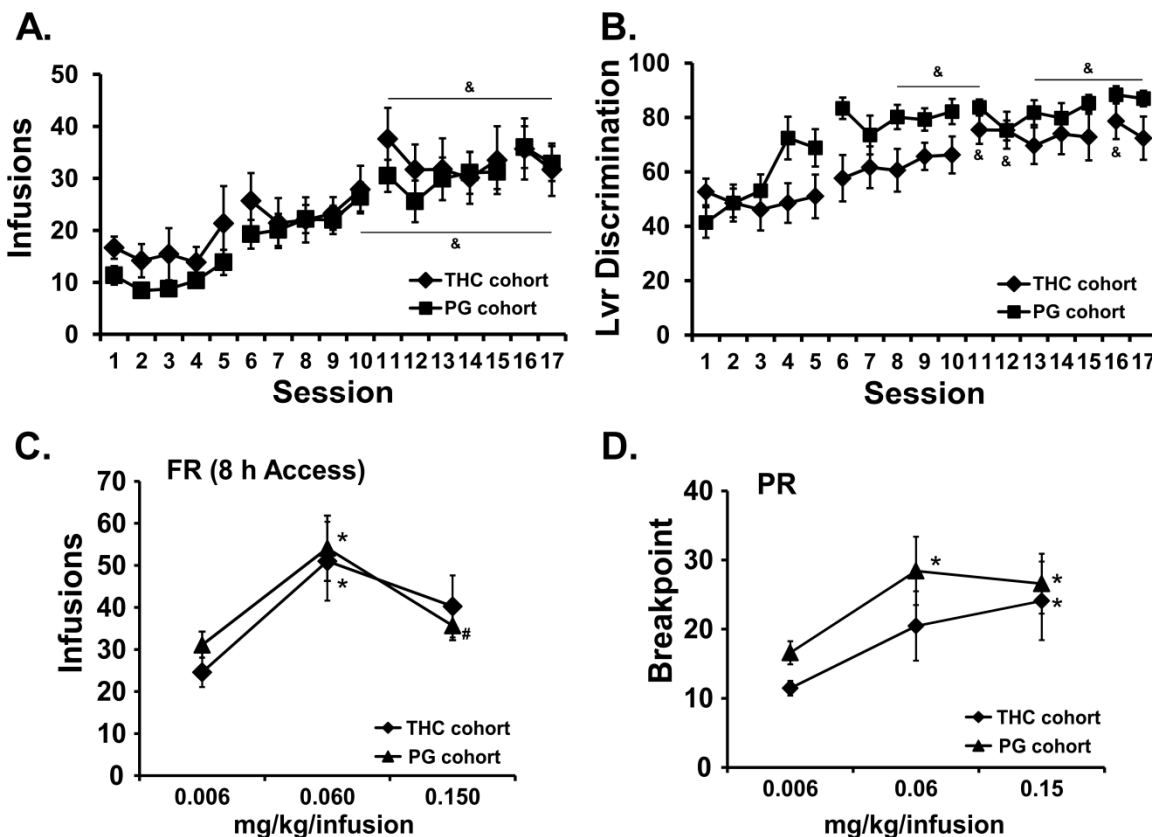 A.
Infusions
50
40
30
20
10
0
&
&
THC cohort
PG cohort
1 2 3 4 5 6 7 8 9 10 11 12 13 14 15 16 17
Session
B.
Lvr Discrimination
100
80
60
40
20
0
& &
& & &
THC cohort
PG cohort
1 2 3 4 5 6 7 8 9 10 11 12 13 14 15 16 17
Session
C.
FR (8 h Access)
Infusions
70
60
50
40
30
20
10
0
*
*
#
THC cohort
PG cohort
0.006 0.060 0.150
mg/kg/infusion
D.
PR
Breakpoint
40
30
20
10
0
*
*
*
THC cohort
PG cohort
0.006 0.06 0.15
mg/kg/infusion